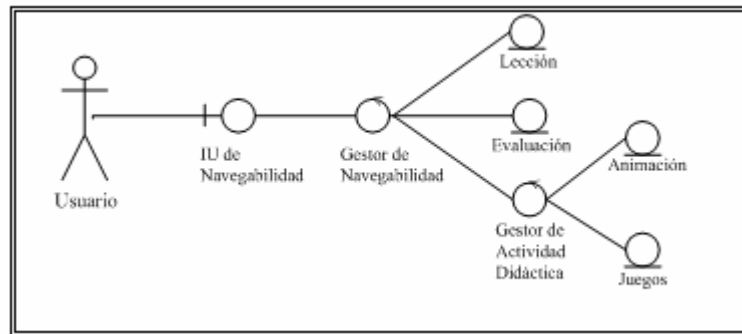 Lección
Evaluación
Animación
IU de
Navegabilidad
Gestor de
Navegabilidad
Usuario
Gestor de
Actividad
Didáctica
Juegos